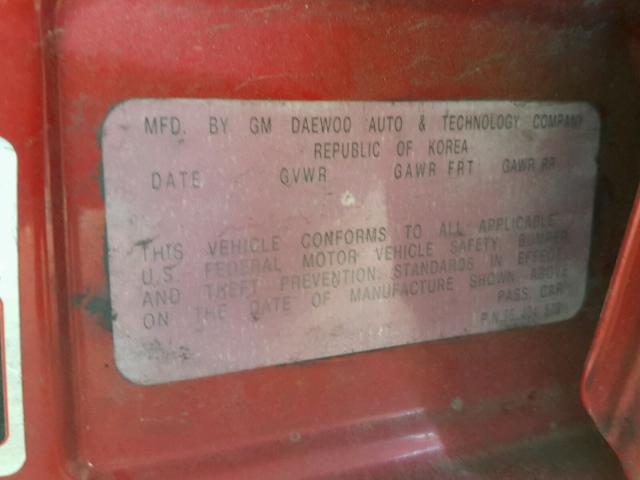 MFD. BY GM DAEWOO AUTO & TECHNOLOGY COMPANY
REPUBLIC OF KOREA
DATE GVWR GAWR FRT GAWR RR
THIS VEHICLE CONFORMS TO ALL APPLICABLE
U.S. FEDERAL MOTOR VEHICLE SAFETY, BUMPER,
AND THEFT PREVENTION STANDARDS IN EFFECT
ON THE DATE OF MANUFACTURE SHOWN ABOVE
PASS. CAR
P.N.